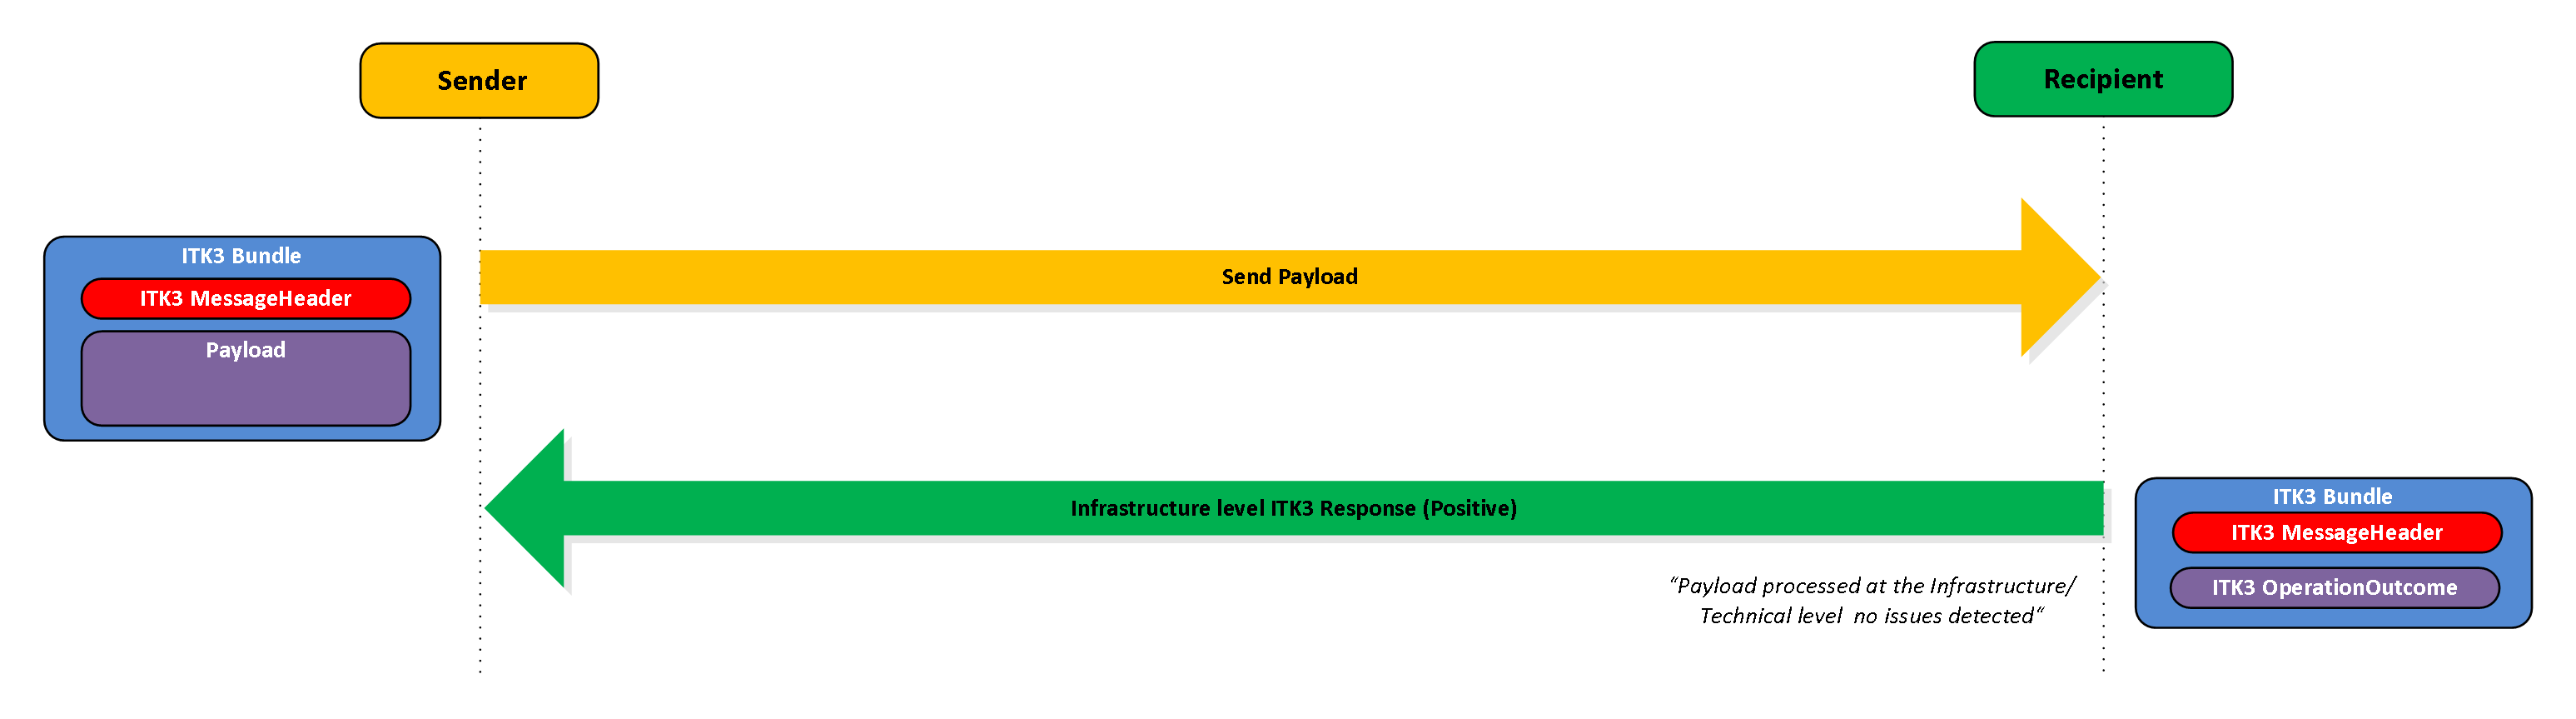 Sender
Recipient
ITK3 Bundle
ITK3 MessageHeader
Payload
Send Payload
Infrastructure level ITK3 Response (Positive)
“Payload processed at the Infrastructure/
Technical level  no issues detected“
ITK3 Bundle
ITK3 MessageHeader
ITK3 OperationOutcome